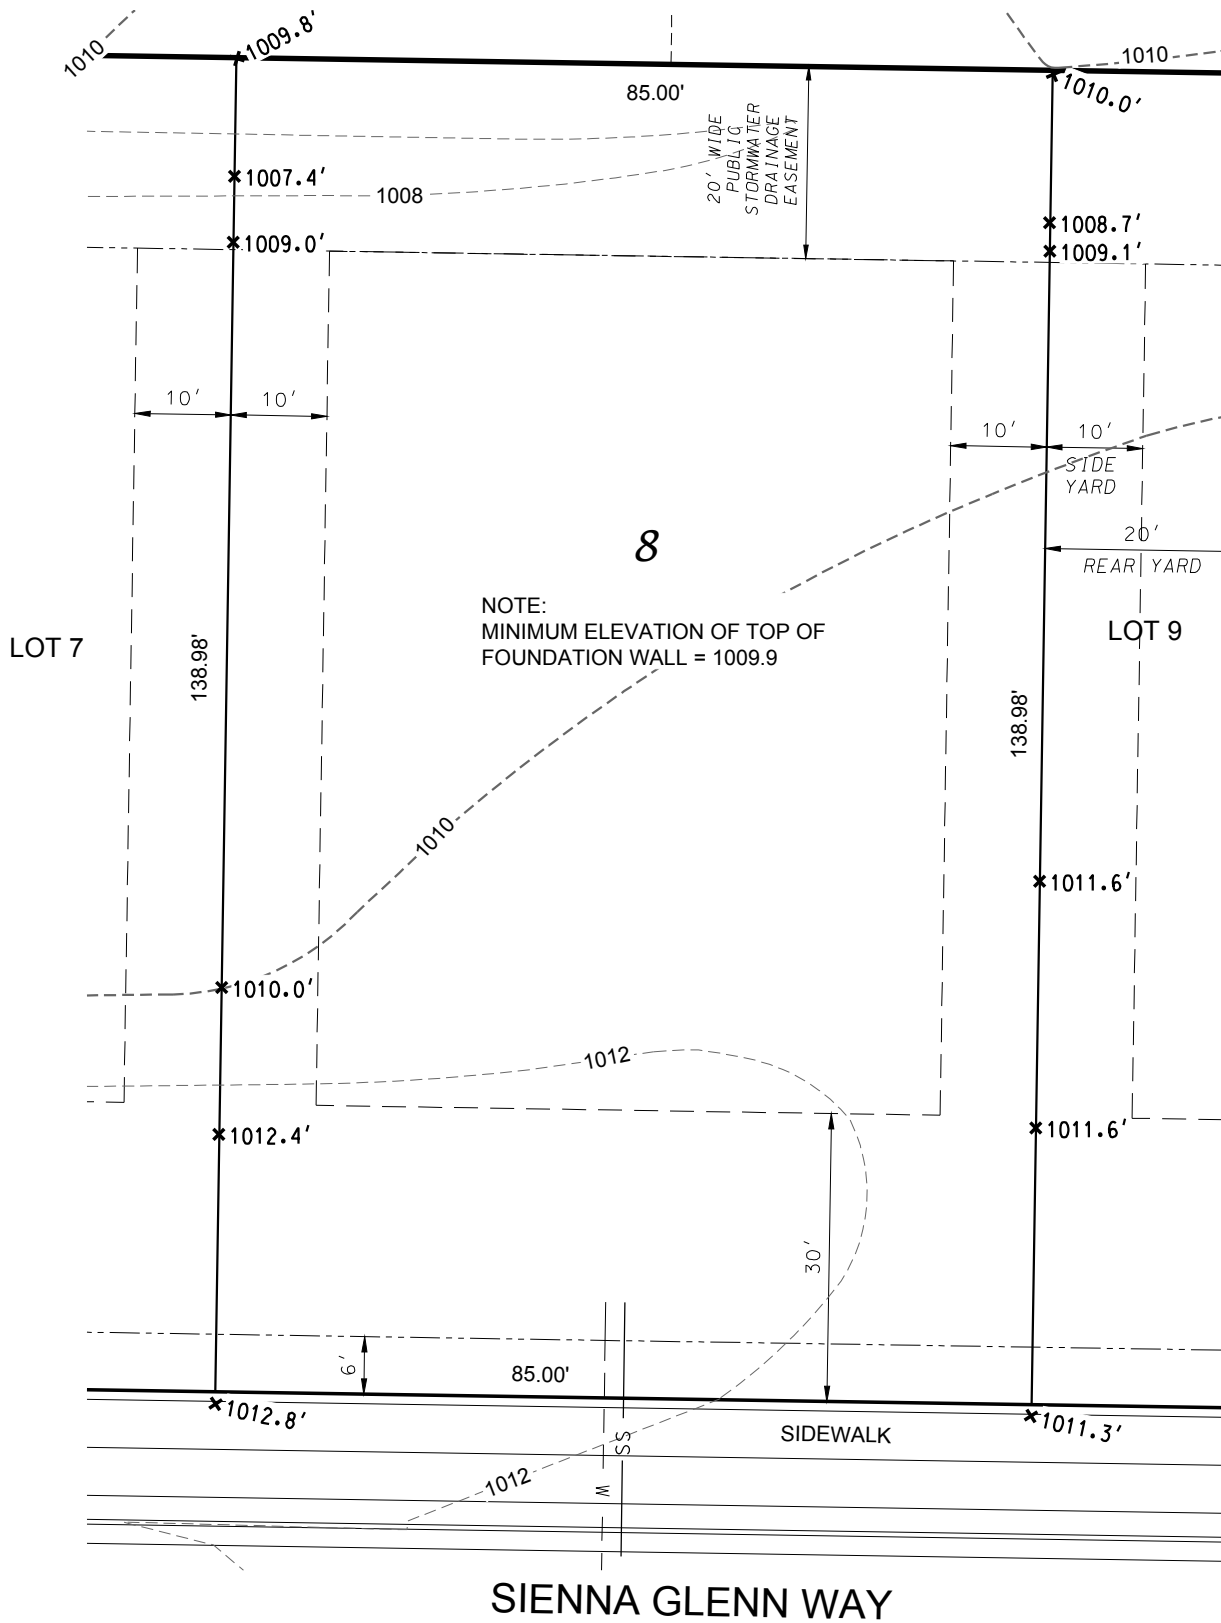 1010
1009.8'
1010
1010.0'
85.00'
20' WIDE
PUBLIC
STORMWATER
DRAINAGE
EASEMENT
1007.4'
1008
1008.7'
1009.0'
1009.1'
10'
10'
10'
10'
SIDE
YARD
20'
REAR YARD
8
NOTE:
MINIMUM ELEVATION OF TOP OF
FOUNDATION WALL = 1009.9
LOT 7
LOT 9
138.98'
138.98'
1010
1011.6'
1010.0'
1012
1012.4'
1011.6'
30'
6'
85.00'
1012.8'
1011.3'
SIDEWALK
SS
1012
W
SIENNA GLENN WAY